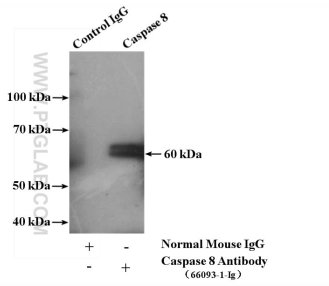 Control IgG
Caspase 8
WWW.PTGLAB.COM
100 kDa
70 kDa
60 kDa
50 kDa
40 kDa
+ - Normal Mouse IgG
- + Caspase 8 Antibody
(66093-1-Ig)